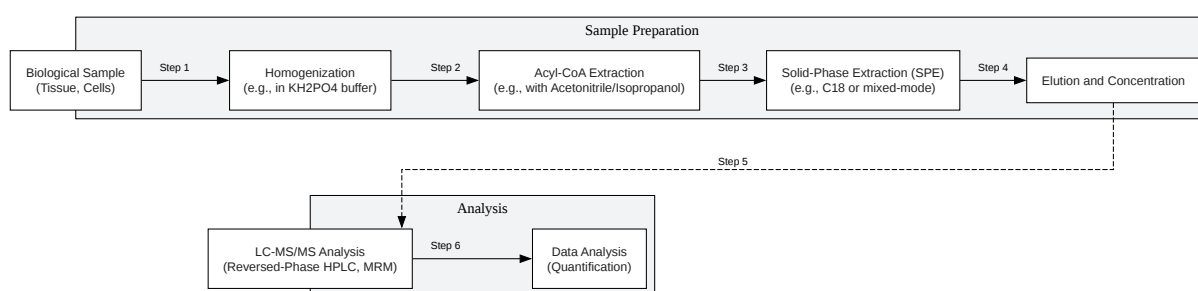 Sample Preparation
Biological Sample
(Tissue, Cells)
Step 1
Homogenization
(e.g., in KH2PO4 buffer)
Step 2
Acyl-CoA Extraction
(e.g., with Acetonitrile/Isopropanol)
Step 3
Solid-Phase Extraction (SPE)
(e.g., C18 or mixed-mode)
Step 4
Elution and Concentration
Step 5
Analysis
LC-MS/MS Analysis
(Reversed-Phase HPLC, MRM)
Step 6
Data Analysis
(Quantification)